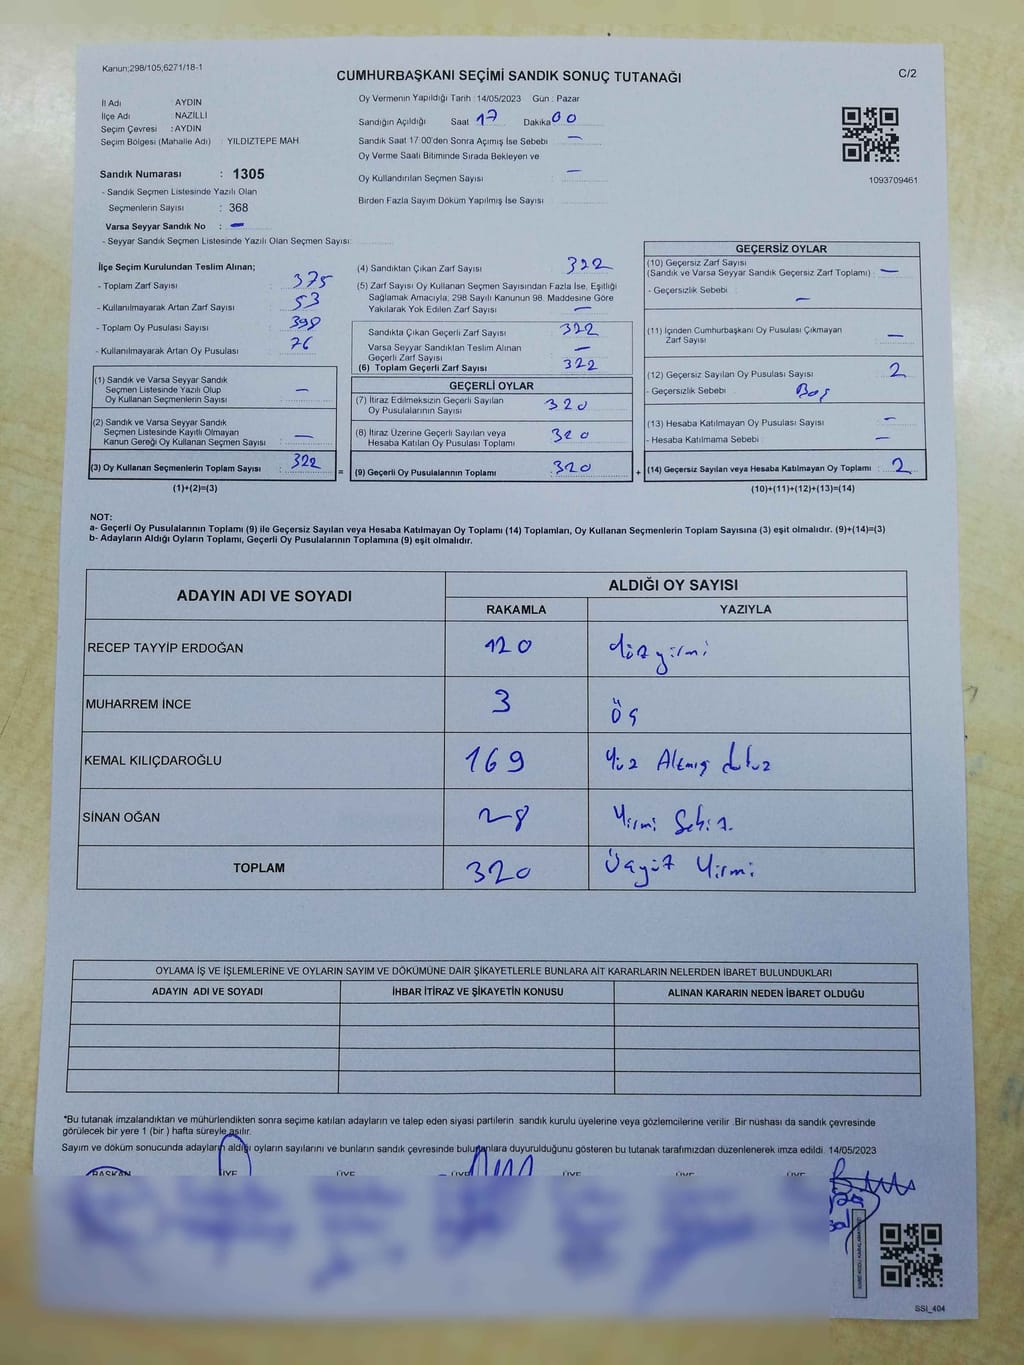 Kanun;298/105,6271/18-1
CUMHURBAŞKANI SEÇİMİ SANDIK SONUÇ TUTANAĞI
C/2
İl Adı : AYDIN
İlçe Adı : NAZİLLİ
Seçim Çevresi : AYDIN
Seçim Bölgesi (Mahalle Adı) : YILDIZTEPE MAH
Sandık Numarası : 1305
- Sandık Seçmen Listesinde Yazılı Olan
Seçmenlerin Sayısı : 368
Varsa Seyyar Sandık No : -
- Seyyar Sandık Seçmen Listesinde Yazılı Olan Seçmen Sayısı:
Oy Vermenin Yapıldığı Tarih : 14/05/2023 Gün : Pazar
Sandığın Açıldığı Saat 17 Dakika 00
Sandık Saat 17:00'den Sonra Açımış İse Sebebi -
Oy Verme Saati Bitiminde Sırada Bekleyen ve
Oy Kullandırılan Seçmen Sayısı -
Birden Fazla Sayım Döküm Yapılmış İse Sayısı
1093709461
İlçe Seçim Kurulundan Teslim Alınan;
- Toplam Zarf Sayısı : 375
- Kullanılmayarak Artan Zarf Sayısı : 53
- Toplam Oy Pusulası Sayısı : 398
- Kullanılmayarak Artan Oy Pusulası : 76
(1) Sandık ve Varsa Seyyar Sandık
Seçmen Listesinde Yazılı Olup
Oy Kullanan Seçmenlerin Sayısı : -
(2) Sandık ve Varsa Seyyar Sandık
Seçmen Listesinde Kayıtlı Olmayan
Kanun Gereği Oy Kullanan Seçmen Sayısı : -
(3) Oy Kullanan Seçmenlerin Toplam Sayısı : 322
(1)+(2)=(3)
(4) Sandıktan Çıkan Zarf Sayısı : 322
(5) Zarf Sayısı Oy Kullanan Seçmen Sayısından Fazla İse, Eşitliği
Sağlamak Amacıyla; 298 Sayılı Kanunun 98. Maddesine Göre
Yakılarak Yok Edilen Zarf Sayısı : -
Sandıkta Çıkan Geçerli Zarf Sayısı : 322
Varsa Seyyar Sandıktan Teslim Alınan
Geçerli Zarf Sayısı : -
(6) Toplam Geçerli Zarf Sayısı : 322
GEÇERLİ OYLAR
(7) İtiraz Edilmeksizin Geçerli Sayılan
Oy Pusulalarının Sayısı : 320
(8) İtiraz Üzerine Geçerli Sayılan veya
Hesaba Katılan Oy Pusulası Toplamı : 320
= (9) Geçerli Oy Pusulalarının Toplamı : 320 +
GEÇERSİZ OYLAR
(10) Geçersiz Zarf Sayısı
(Sandık ve Varsa Seyyar Sandık Geçersiz Zarf Toplamı) : -
- Geçersizlik Sebebi : -
(11) İçinden Cumhurbaşkanı Oy Pusulası Çıkmayan
Zarf Sayısı : -
(12) Geçersiz Sayılan Oy Pusulası Sayısı : 2
- Geçersizlik Sebebi : Boş
(13) Hesaba Katılmayan Oy Pusulası Sayısı : -
- Hesaba Katılmama Sebebi : -
(14) Geçersiz Sayılan veya Hesaba Katılmayan Oy Toplamı : 2
(10)+(11)+(12)+(13)=(14)
NOT:
a- Geçerli Oy Pusulalarının Toplamı (9) ile Geçersiz Sayılan veya Hesaba Katılmayan Oy Toplamı (14) Toplamları, Oy Kullanan Seçmenlerin Toplam Sayısına (3) eşit olmalıdır. (9)+(14)=(3)
b- Adayların Aldığı Oyların Toplamı, Geçerli Oy Pusulalarının Toplamına (9) eşit olmalıdır.
ADAYIN ADI VE SOYADI
ALDIĞI OY SAYISI
RAKAMLA YAZIYLA
RECEP TAYYİP ERDOĞAN 120 yüz yirmi
MUHARREM İNCE 3 Üç
KEMAL KILIÇDAROĞLU 169 Yüz Altmış dokuz
SİNAN OĞAN 28 Yirmi Sekiz
TOPLAM 320 Üçyüz Yirmi
OYLAMA İŞ VE İŞLEMLERİNE VE OYLARIN SAYIM VE DÖKÜMÜNE DAİR ŞİKAYETLERLE BUNLARA AİT KARARLARIN NELERDEN İBARET BULUNDUKLARI
ADAYIN ADI VE SOYADI İHBAR İTİRAZ VE ŞİKAYETİN KONUSU ALINAN KARARIN NEDEN İBARET OLDUĞU
*Bu tutanak imzalandıktan ve mühürlendikten sonra seçime katılan adayların ve talep eden siyasi partilerin sandık kurulu üyelerine veya gözlemcilerine verilir .Bir nüshası da sandık çevresinde
görülecek bir yere 1 (bir ) hafta süreyle asılır.
Sayım ve döküm sonucunda adayların aldığı oyların sayılarını ve bunların sandık çevresinde bulunanlara duyurulduğunu gösteren bu tutanak tarafımızdan düzenlenerek imza edildi. 14/05/2023
BAŞKAN ÜYE ÜYE ÜYE ÜYE ÜYE ÜYE
SSI_404